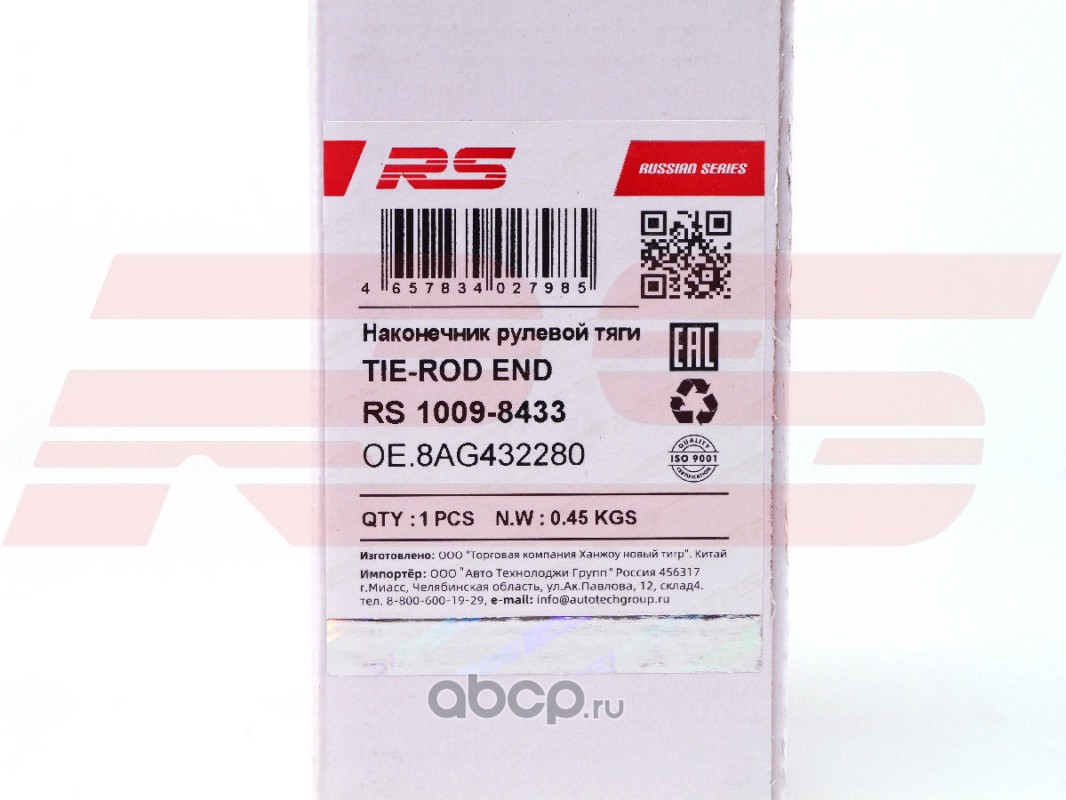 RS
RUSSIAN SERIES
4 657834 027985
Наконечник рулевой тяги
TIE-ROD END
RS 1009-8433
OE.8AG432280
EAC
QUALITY
ISO 9001
CERTIFICATION
QTY : 1 PCS N.W : 0.45 KGS
Изготовлено: ООО "Торговая компания Ханжоу новый тигр". Китай
Импортёр: ООО "Авто Технолоджи Групп" Россия 456317
г.Миасс, Челябинская область, ул.Ак.Павлова, 12, склад4.
тел. 8-800-600-19-29, e-mail: info@autotechgroup.ru
RS
abcp.ru